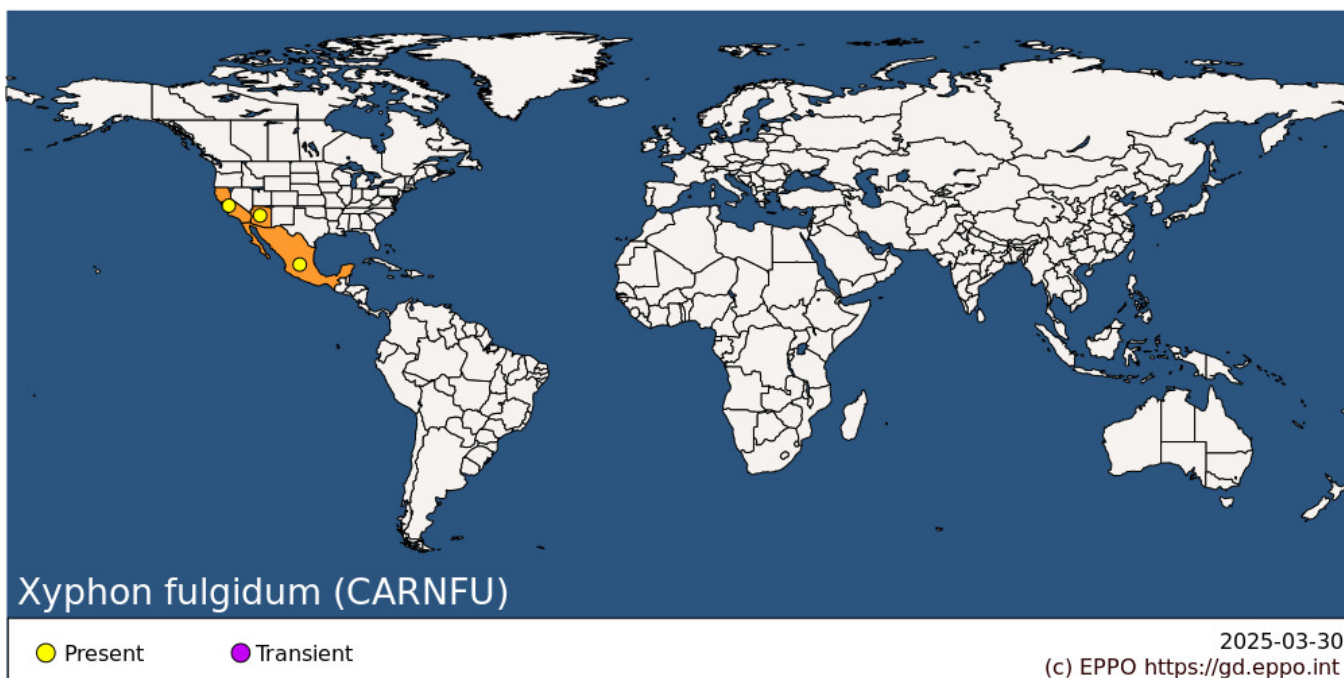 Xyphon fulgidum (CARNFU)
Present
Transient
2025-03-30
(c) EPPO https://gd.eppo.int